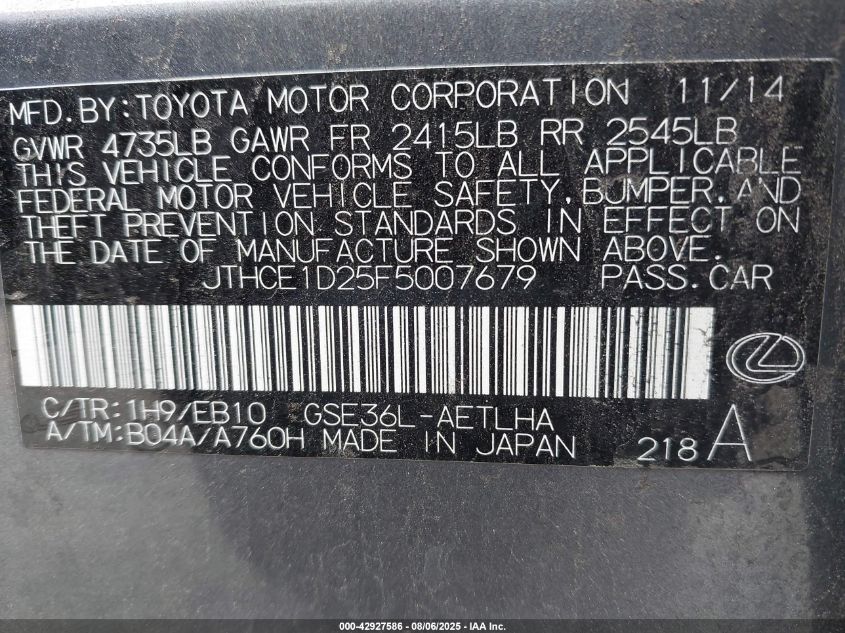 MFD.BY:TOYOTA MOTOR CORPORATION 11/14
GVWR 4735LB GAWR FR 2415LB RR 2545LB
THIS VEHICLE CONFORMS TO ALL APPLICABLE
FEDERAL MOTOR VEHICLE SAFETY,BUMPER,AND
THEFT PREVENTION STANDARDS IN EFFECT ON
THE DATE OF MANUFACTURE SHOWN ABOVE.
JTHCE1D25F5007679 PASS.CAR
C/TR:1H9/EB10 GSE36L-AETLHA
A/TM:B04A/A760H MADE IN JAPAN 218 A
000-42927586 - 08/06/2025 - IAA Inc.